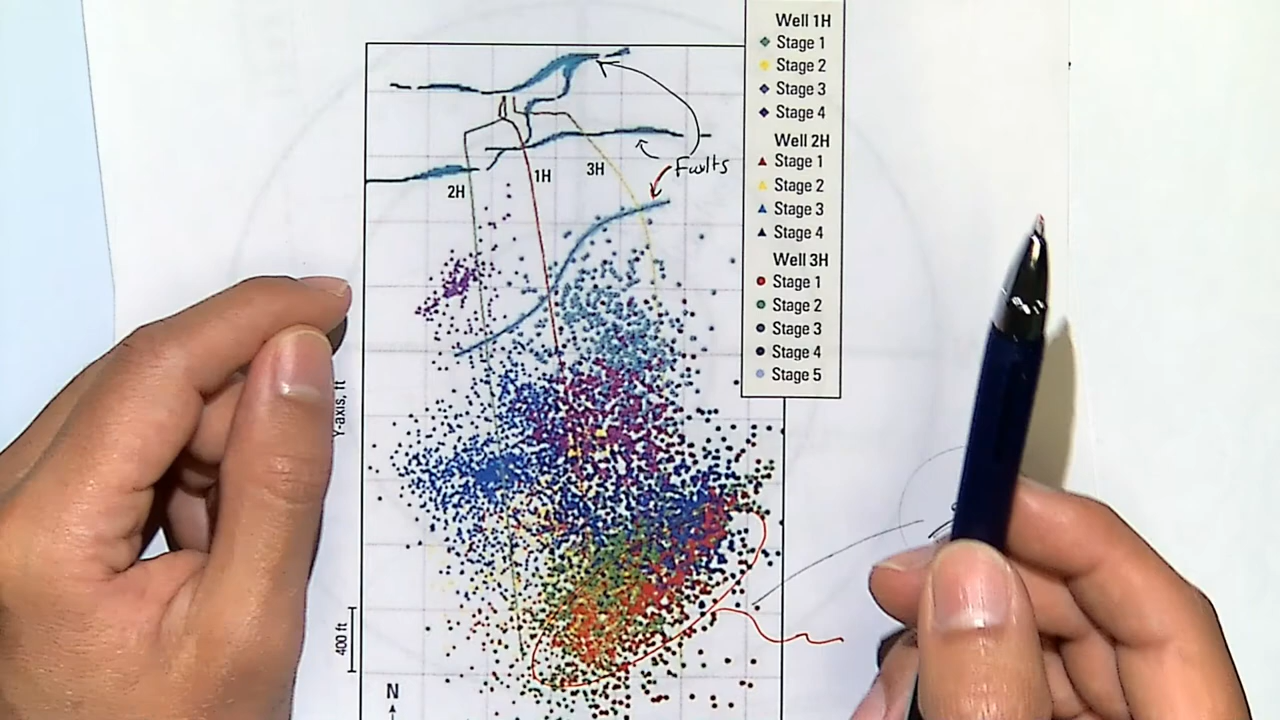 Well 1H
Stage 1
Stage 2
Stage 3
Stage 4
Well 2H
Stage 1
Stage 2
Stage 3
Stage 4
Well 3H
Stage 1
Stage 2
Stage 3
Stage 4
Stage 5
Faults
2H
1H
3H
Y-axis, ft
400 ft
N